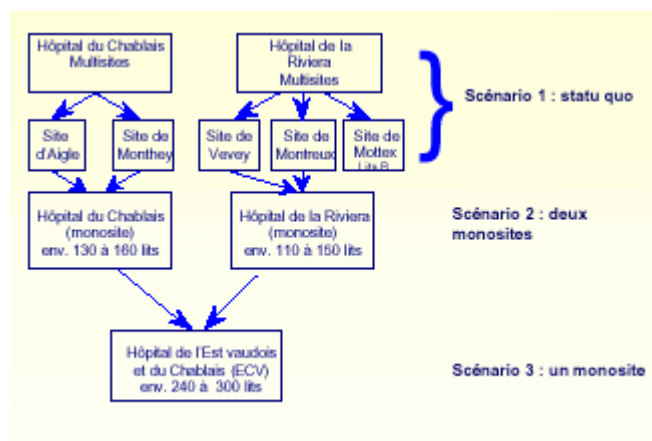 Hôpital du Chablais
Multisites
Hôpital de la
Riviera
Multisites
Scénario 1 : statu quo
Site
d'Aigle
Site de
Monthey
Site de
Vevey
Site de
Montreux
Site de
Mottex
Lits B
Hôpital du Chablais
(monosite)
env. 130 à 160 lits
Hôpital de la Riviera
(monosite)
env. 110 à 150 lits
Scénario 2 : deux
monosites
Hôpital de l'Est vaudois
et du Chablais (ECV)
env. 240 à 300 lits
Scénario 3 : un monosite